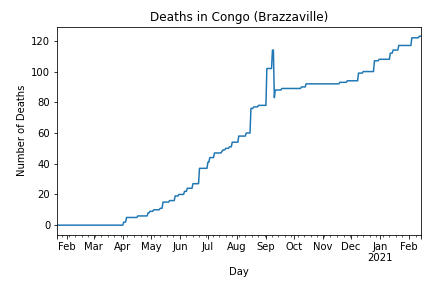 Deaths in Congo (Brazzaville)
120
100
80
60
40
20
0
Number of Deaths
Feb Mar Apr May Jun Jul Aug Sep Oct Nov Dec Jan Feb
2021
Day